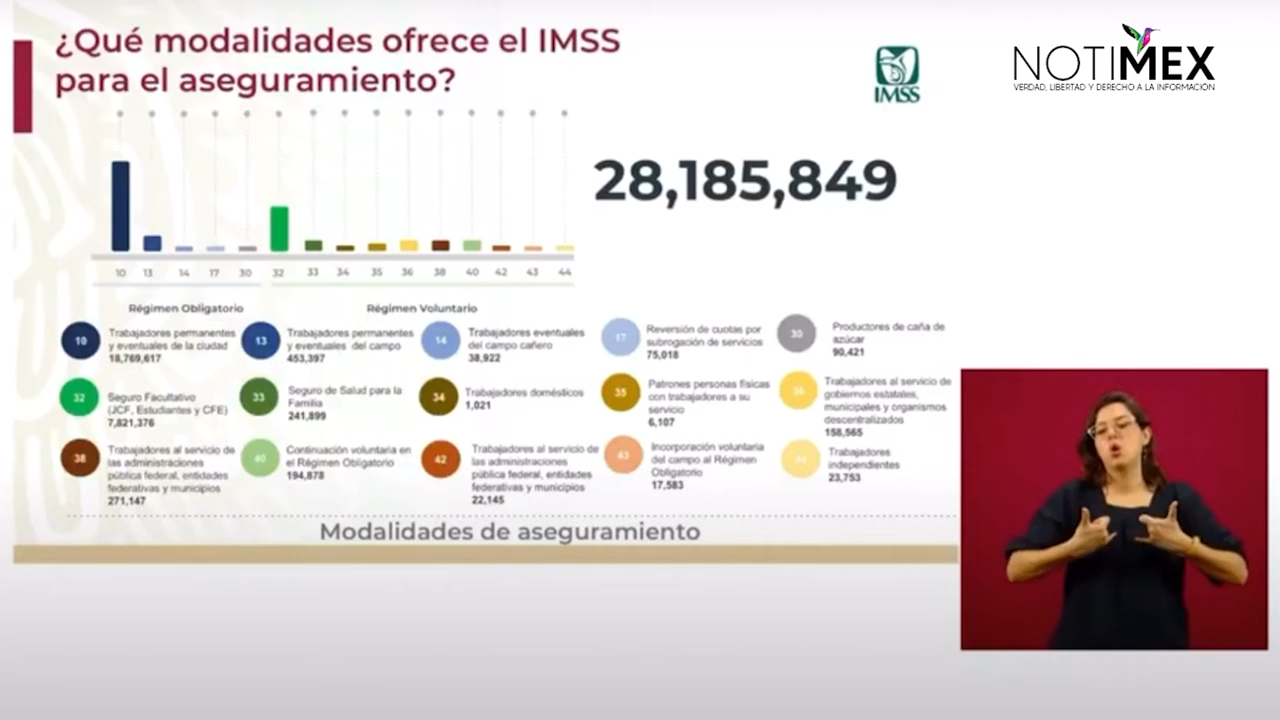 ¿Qué modalidades ofrece el IMSS
para el aseguramiento?
IMSS
NOTIMEX
VERDAD, LIBERTAD Y DERECHO A LA INFORMACIÓN
28,185,849
10 13 14 17 30 32 33 34 35 36 38 40 42 43 44
Régimen Obligatorio
Régimen Voluntario
10
Trabajadores permanentes
y eventuales de la ciudad
18,769,617
13
Trabajadores permanentes
y eventuales del campo
453,397
14
Trabajadores eventuales
del campo cañero
38,922
17
Reversión de cuotas por
subrogación de servicios
75,018
30
Productores de caña de
azúcar
90,421
32
Seguro Facultativo
(JCF, Estudiantes y CFE)
7,821,376
33
Seguro de Salud para la
Familia
241,899
34
Trabajadores domésticos
1,021
35
Patrones personas físicas
con trabajadores a su
servicio
6,107
36
Trabajadores al servicio de
gobiernos estatales,
municipales y organismos
descentralizados
158,565
38
Trabajadores al servicio de
las administraciones
pública federal, entidades
federativas y municipios
271,147
40
Continuación voluntaria en
el Régimen Obligatorio
194,878
42
Trabajadores al servicio de
las administraciones
pública federal, entidades
federativas y municipios
22,145
43
Incorporación voluntaria
del campo al Régimen
Obligatorio
17,583
44
Trabajadores
independientes
23,753
Modalidades de aseguramiento